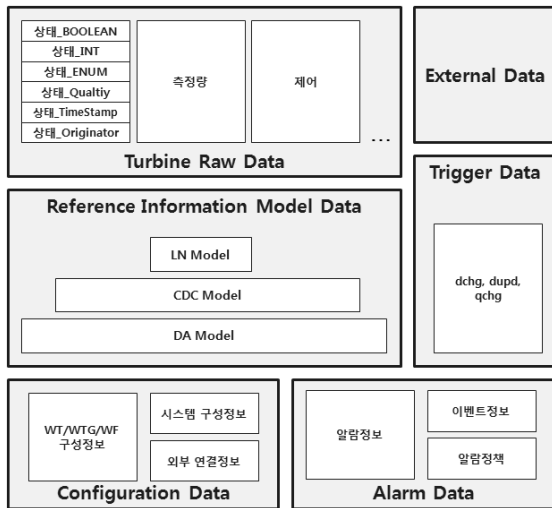 상태_BOOLEAN
상태_INT
상태_ENUM
상태_Qualtiy
상태_TimeStamp
상태_Originator
측정량
제어
...
Turbine Raw Data
External Data
Reference Information Model Data
LN Model
CDC Model
DA Model
Trigger Data
dchg, dupd,
qchg
WT/WTG/WF
구성정보
시스템 구성정보
외부 연결정보
Configuration Data
알람정보
이벤트정보
알람정책
Alarm Data